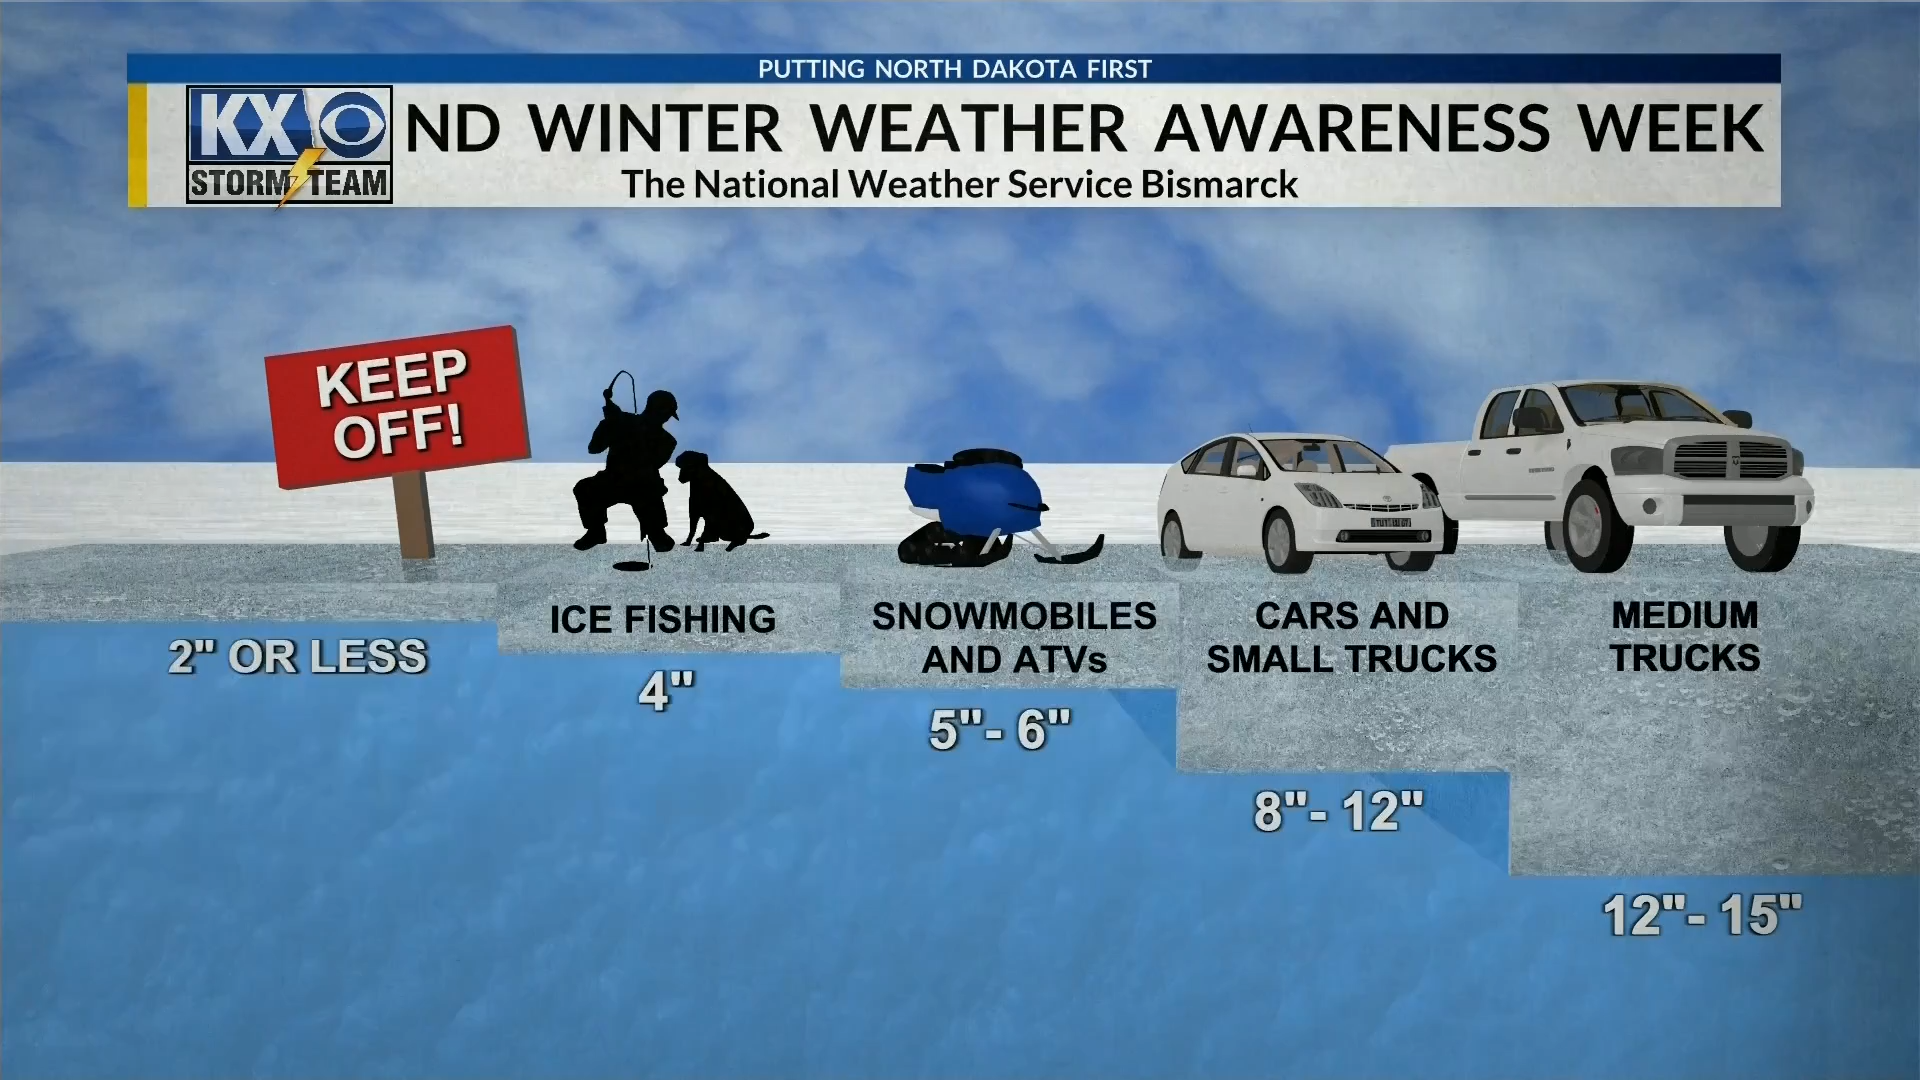 PUTTING NORTH DAKOTA FIRST
KX
STORM TEAM
ND WINTER WEATHER AWARENESS WEEK
The National Weather Service Bismarck
KEEP
OFF!
2" OR LESS
ICE FISHING
4"
SNOWMOBILES
AND ATVs
5"- 6"
CARS AND
SMALL TRUCKS
8"- 12"
MEDIUM
TRUCKS
12"- 15"